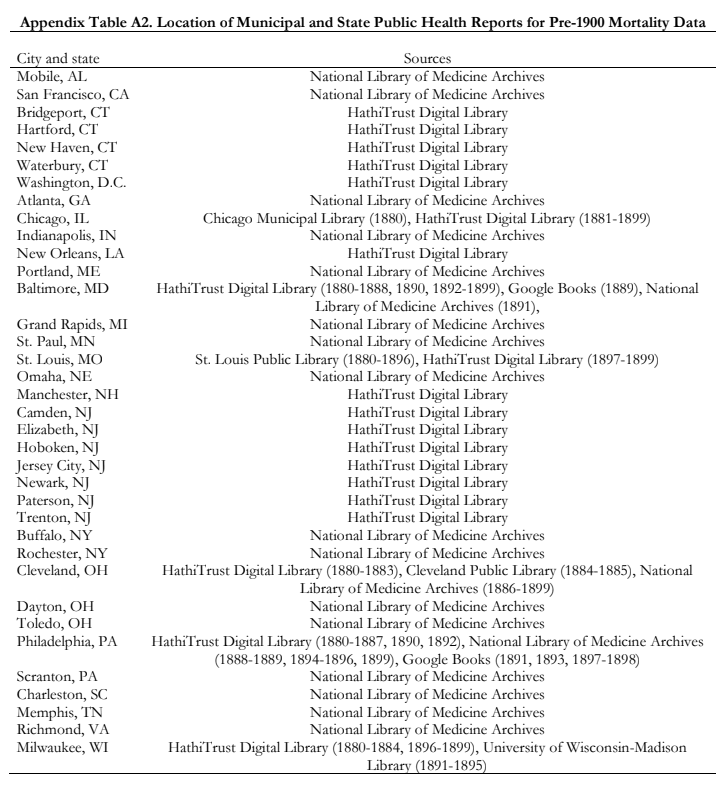 Appendix Table A2. Location of Municipal and State Public Health Reports for Pre-1900 Mortality Data
City and state Sources
Mobile, AL National Library of Medicine Archives
San Francisco, CA National Library of Medicine Archives
Bridgeport, CT HathiTrust Digital Library
Hartford, CT HathiTrust Digital Library
New Haven, CT HathiTrust Digital Library
Waterbury, CT HathiTrust Digital Library
Washington, D.C. HathiTrust Digital Library
Atlanta, GA National Library of Medicine Archives
Chicago, IL Chicago Municipal Library (1880), HathiTrust Digital Library (1881-1899)
Indianapolis, IN National Library of Medicine Archives
New Orleans, LA HathiTrust Digital Library
Portland, ME National Library of Medicine Archives
Baltimore, MD HathiTrust Digital Library (1880-1888, 1890, 1892-1899), Google Books (1889), National
Library of Medicine Archives (1891),
Grand Rapids, MI National Library of Medicine Archives
St. Paul, MN National Library of Medicine Archives
St. Louis, MO St. Louis Public Library (1880-1896), HathiTrust Digital Library (1897-1899)
Omaha, NE National Library of Medicine Archives
Manchester, NH HathiTrust Digital Library
Camden, NJ HathiTrust Digital Library
Elizabeth, NJ HathiTrust Digital Library
Hoboken, NJ HathiTrust Digital Library
Jersey City, NJ HathiTrust Digital Library
Newark, NJ HathiTrust Digital Library
Paterson, NJ HathiTrust Digital Library
Trenton, NJ HathiTrust Digital Library
Buffalo, NY National Library of Medicine Archives
Rochester, NY National Library of Medicine Archives
Cleveland, OH HathiTrust Digital Library (1880-1883), Cleveland Public Library (1884-1885), National
Library of Medicine Archives (1886-1899)
Dayton, OH National Library of Medicine Archives
Toledo, OH National Library of Medicine Archives
Philadelphia, PA HathiTrust Digital Library (1880-1887, 1890, 1892), National Library of Medicine Archives
(1888-1889, 1894-1896, 1899), Google Books (1891, 1893, 1897-1898)
Scranton, PA National Library of Medicine Archives
Charleston, SC National Library of Medicine Archives
Memphis, TN National Library of Medicine Archives
Richmond, VA National Library of Medicine Archives
Milwaukee, WI HathiTrust Digital Library (1880-1884, 1896-1899), University of Wisconsin-Madison
Library (1891-1895)